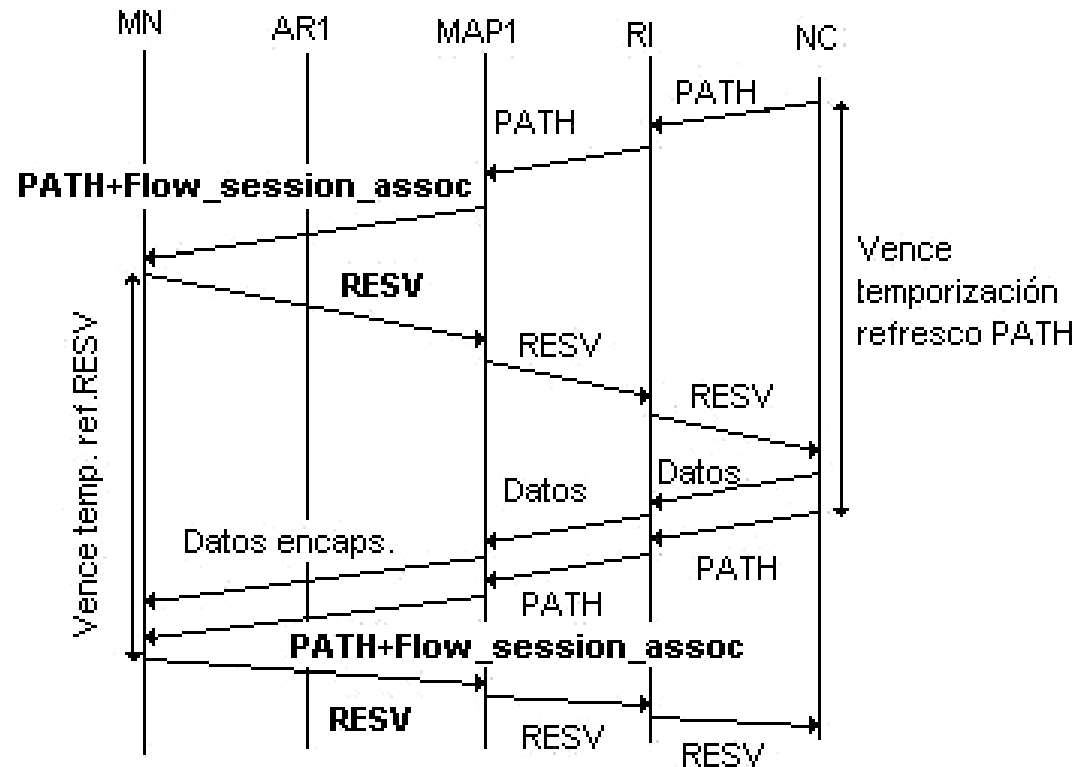 MN
AR1
MAP1
RI
NC
PATH
PATH
PATH+Flow_session_assoc
Vence
temporización
refresco PATH
RESV
RESV
RESV
Vence temp. ref.RESV
Datos
Datos
Datos encaps.
PATH
PATH
PATH+Flow_session_assoc
RESV
RESV
RESV